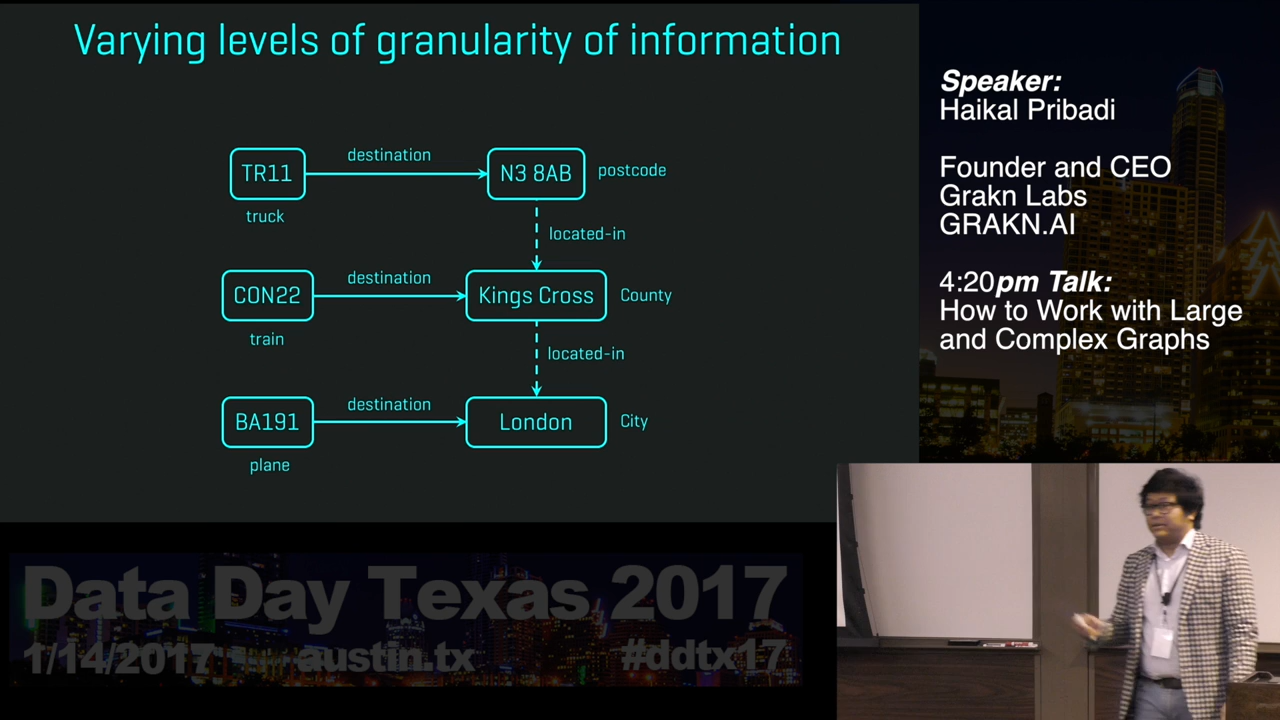 Varying levels of granularity of information
TR11
destination
N3 8AB
postcode
truck
located-in
CON22
destination
Kings Cross
County
train
located-in
BA191
destination
London
City
plane
Speaker:
Haikal Pribadi
Founder and CEO
Grakn Labs
GRAKN.AI
4:20pm Talk:
How to Work with Large
and Complex Graphs
Data Day Texas 2017
1/14/2017
austin.tx
#ddtx17